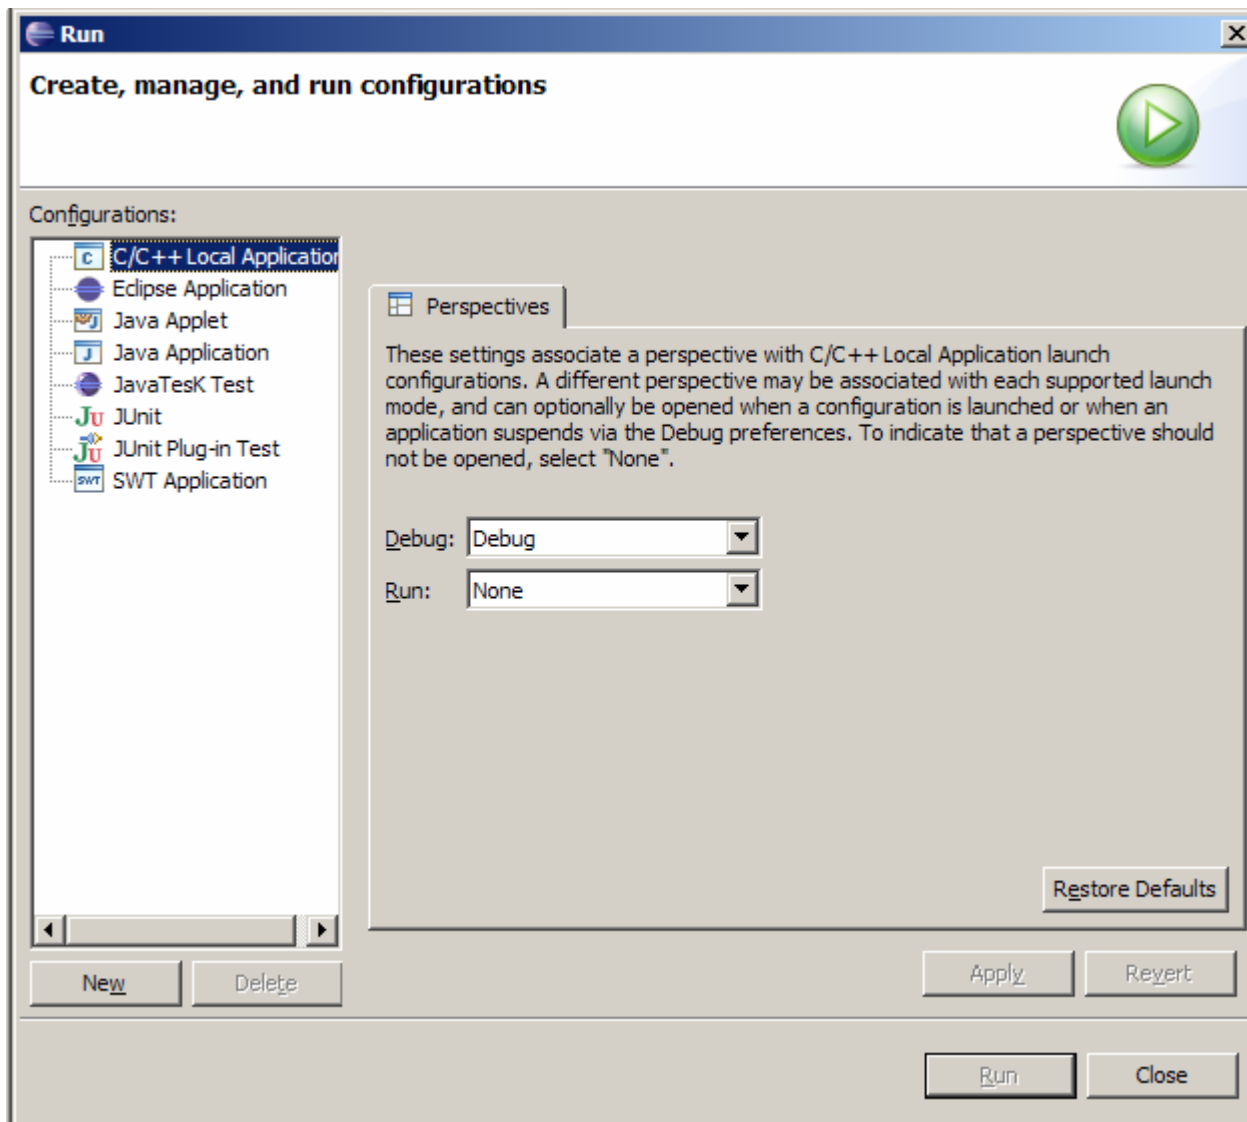 Run
Create, manage, and run configurations
Configurations:
C/C++ Local Application
Eclipse Application
Java Applet
Java Application
JavaTesK Test
JUnit
JUnit Plug-in Test
SWT Application
Perspectives
These settings associate a perspective with C/C++ Local Application launch
configurations. A different perspective may be associated with each supported launch
mode, and can optionally be opened when a configuration is launched or when an
application suspends via the Debug preferences. To indicate that a perspective should
not be opened, select "None".
Debug: Debug
Run: None
Restore Defaults
New Delete
Apply Revert
Run Close